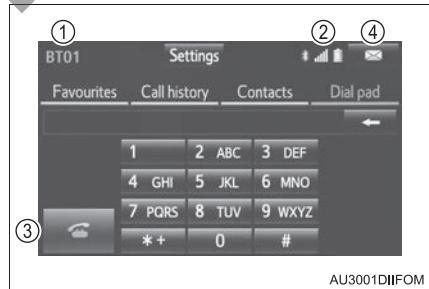 ① ② ④
BT01 Settings
Favourites Call history Contacts Dial pad
1 2 ABC 3 DEF
4 GHI 5 JKL 6 MNO
7 PQRS 8 TUV 9 WXYZ
③
*+ 0 #
AU3001DIIFOM